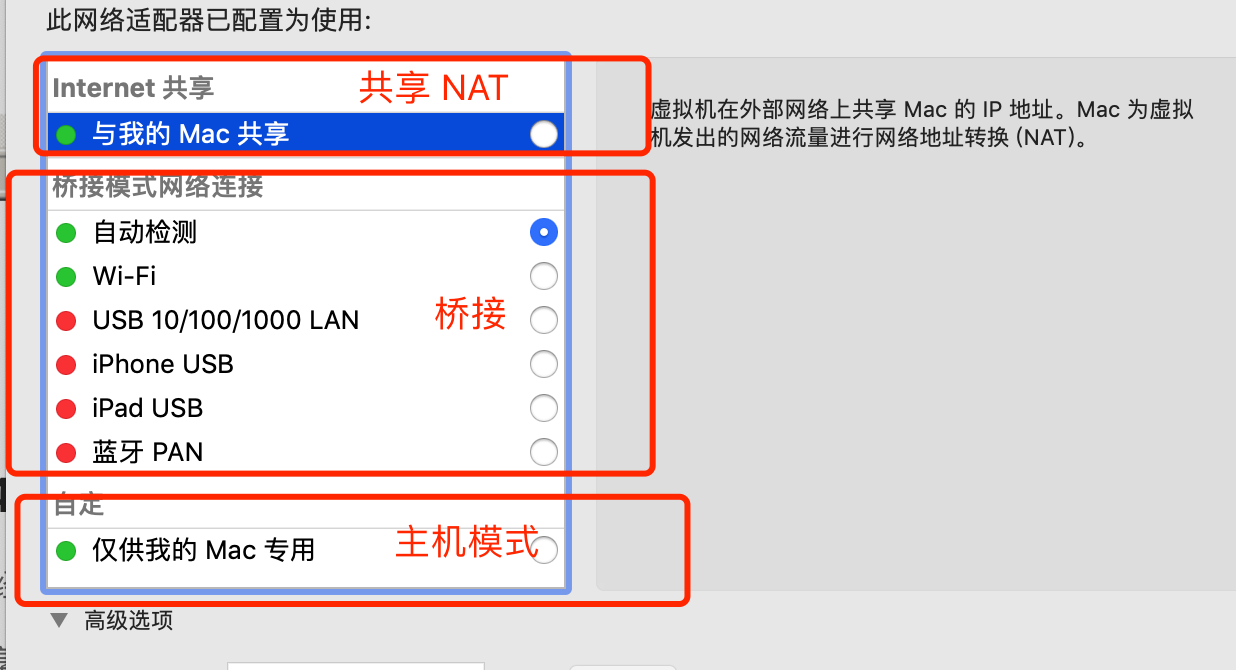 此网络适配器已配置为使用:
Internet 共享
共享 NAT
与我的 Mac 共享
虚拟机在外部网络上共享 Mac 的 IP 地址。Mac 为虚拟
机发出的网络流量进行网络地址转换 (NAT)。
桥接模式网络连接
自动检测
Wi-Fi
USB 10/100/1000 LAN
桥接
iPhone USB
iPad USB
蓝牙 PAN
自定
仅供我的 Mac 专用
主机模式
高级选项